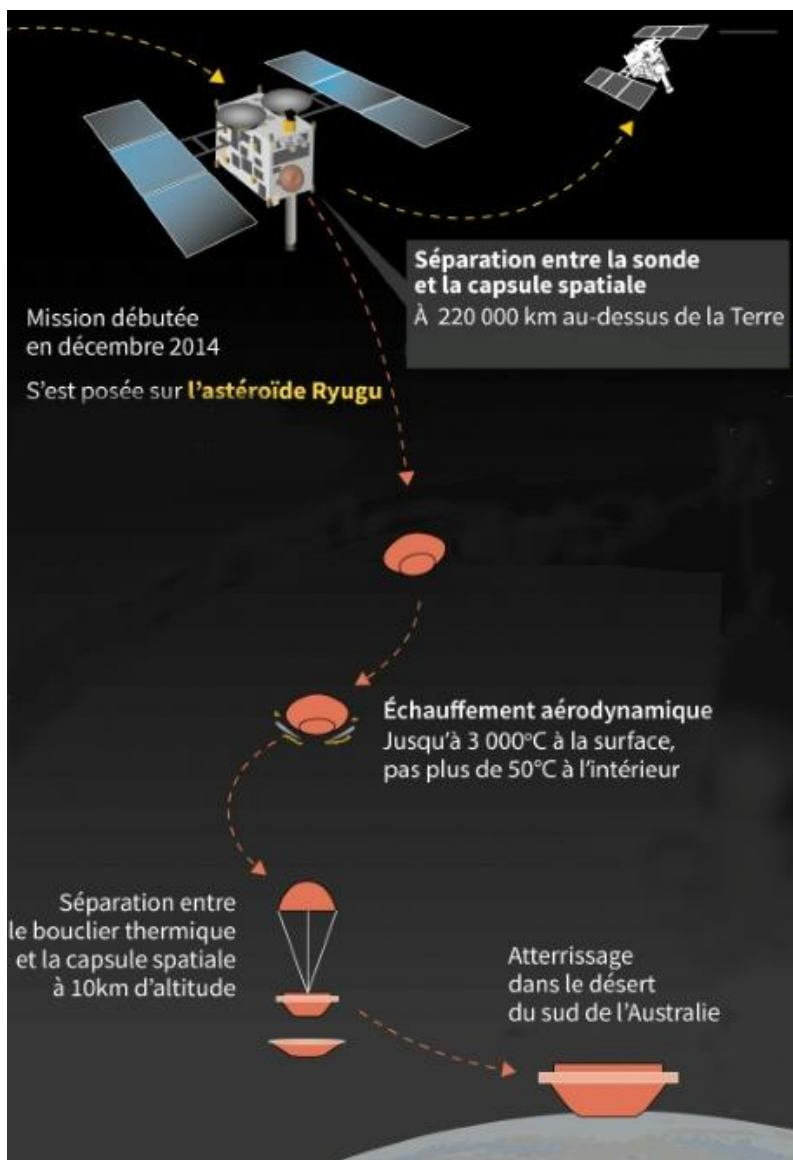 Séparation entre la sonde
et la capsule spatiale
À 220 000 km au-dessus de la Terre
Mission débutée
en décembre 2014
S'est posée sur l'astéroïde Ryugu
Échauffement aérodynamique
Jusqu'à 3 000°C à la surface,
pas plus de 50°C à l'intérieur
Séparation entre
le bouclier thermique
et la capsule spatiale
à 10km d'altitude
Atterrissage
dans le désert
du sud de l'Australie